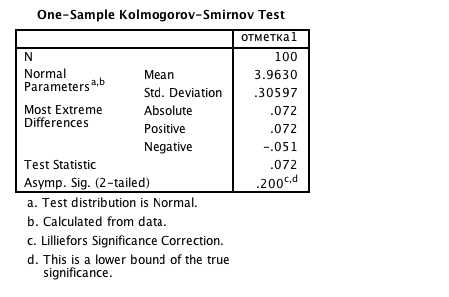 One-Sample Kolmogorov-Smirnov Test
отметка1
N 100
Normal Parameters a,b Mean 3.9630
Std. Deviation .30597
Most Extreme Differences Absolute .072
Positive .072
Negative -.051
Test Statistic .072
Asymp. Sig. (2-tailed) .200c,d
a. Test distribution is Normal.
b. Calculated from data.
c. Lilliefors Significance Correction.
d. This is a lower bound of the true
significance.